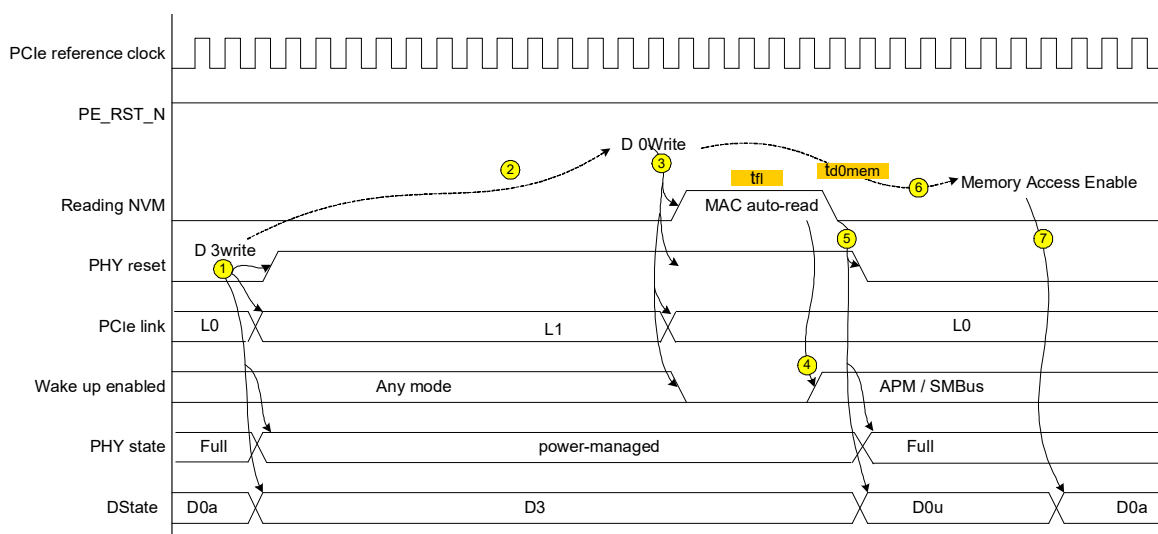 PCIe reference clock
PE_RST_N
D 0Write
2
3
tfl
td0mem
6
Memory Access Enable
Reading NVM
MAC auto-read
D 3write
5
7
PHY reset
1
PCIe link
L0
L1
L0
4
Wake up enabled
Any mode
APM / SMBus
PHY state
Full
power-managed
Full
DState
D0a
D3
D0u
D0a